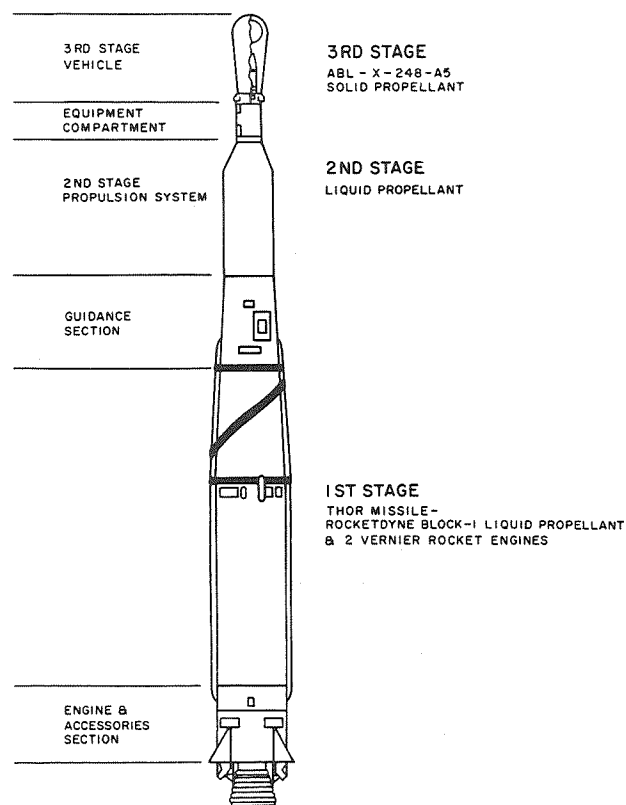 3RD STAGE
VEHICLE
3RD STAGE
ABL - X - 248 - A5
SOLID PROPELLANT
EQUIPMENT
COMPARTMENT
2ND STAGE
PROPULSION SYSTEM
2ND STAGE
LIQUID PROPELLANT
GUIDANCE
SECTION
1ST STAGE
THOR MISSILE-
ROCKETDYNE BLOCK-1 LIQUID PROPELLANT
& 2 VERNIER ROCKET ENGINES
ENGINE &
ACCESSORIES
SECTION